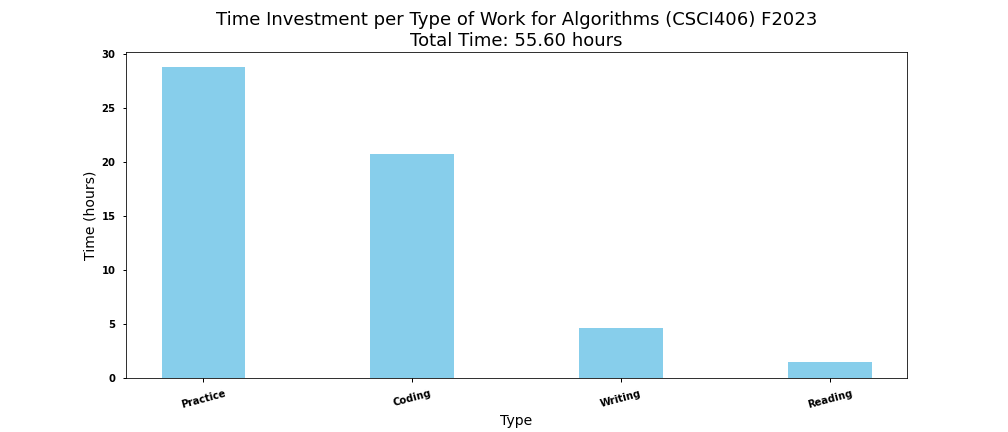 Time Investment per Type of Work for Algorithms (CSCI406) F2023
Total Time: 55.60 hours
30
25
20
15
10
5
0
Time (hours)
Practice
Coding
Writing
Reading
Type